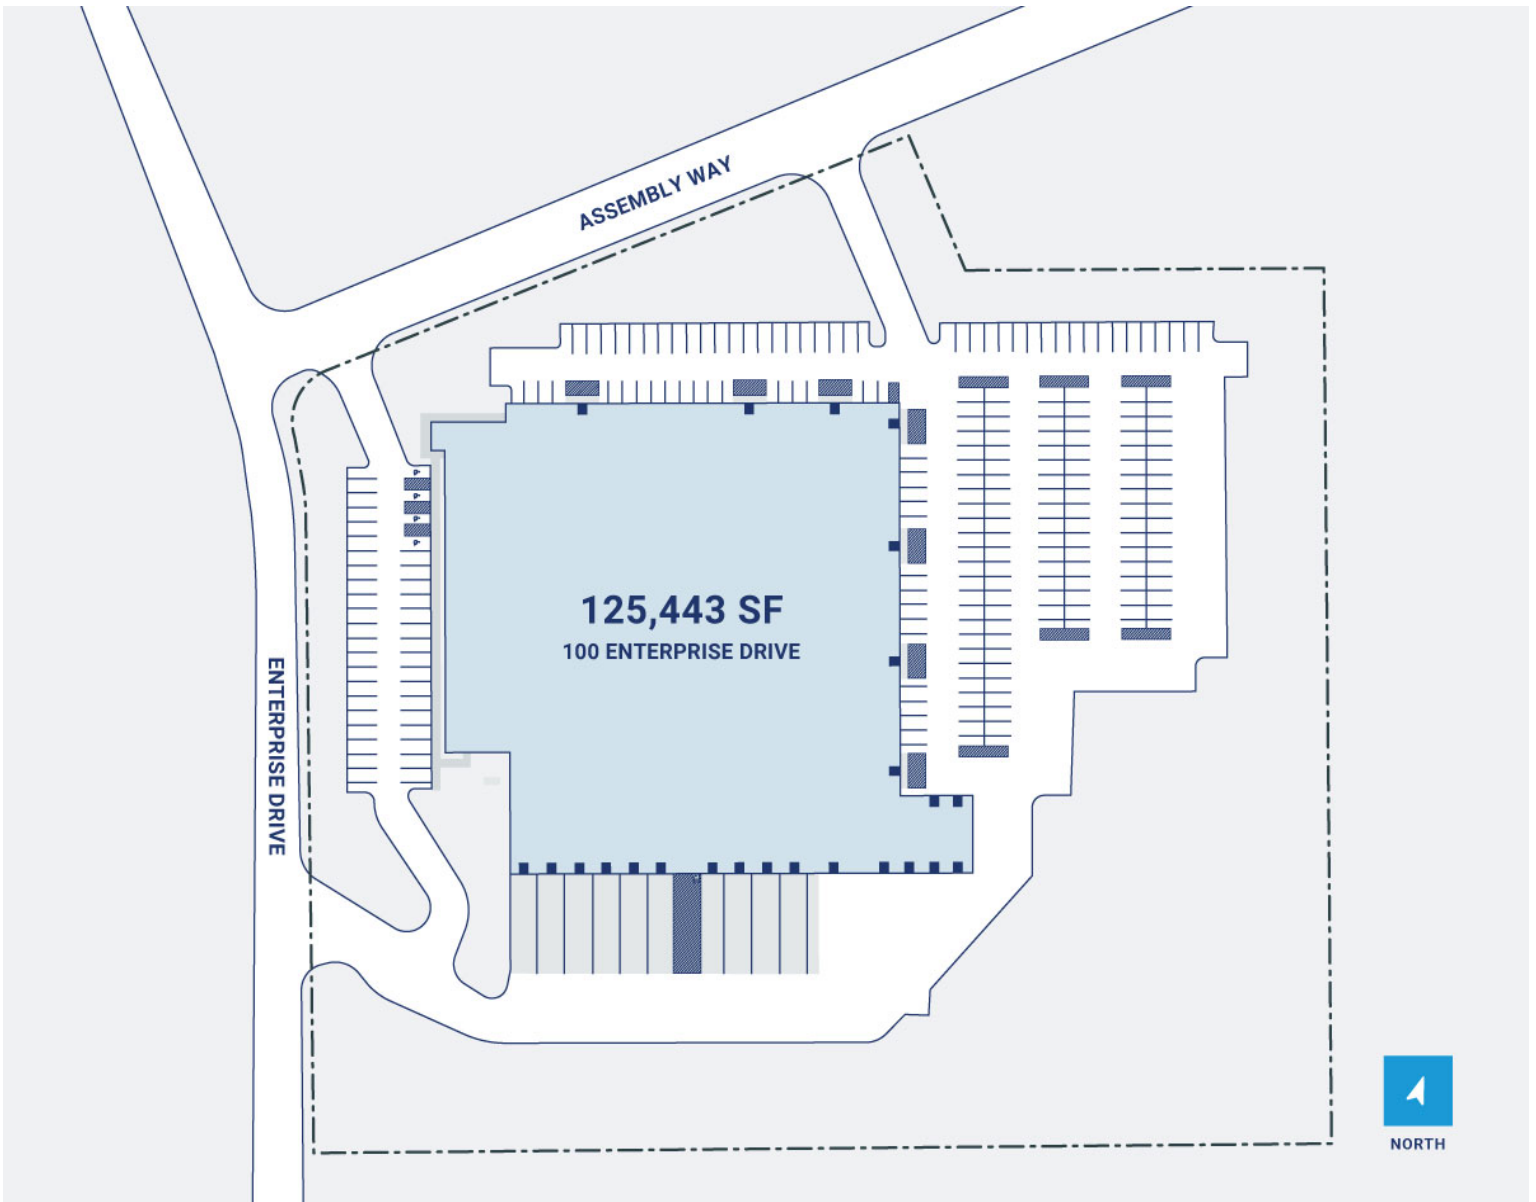 ASSEMBLY WAY
125,443 SF
100 ENTERPRISE DRIVE
ENTERPRISE DRIVE
NORTH